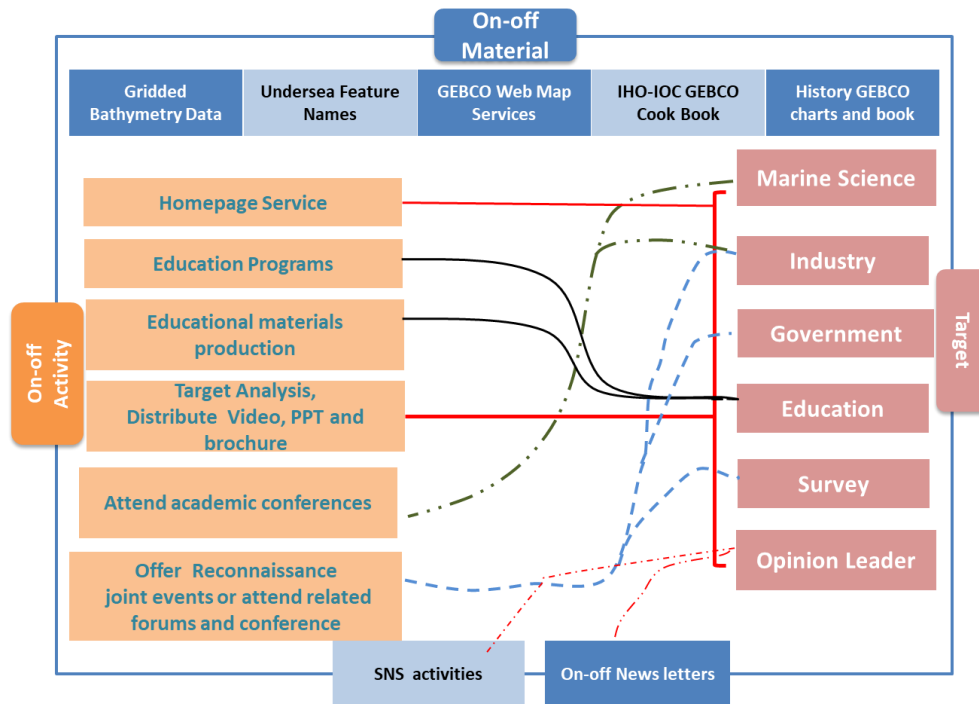 On-off
Material
Gridded
Bathymetry Data
Undersea Feature
Names
GEBCO Web Map
Services
IHO-IOC GEBCO
Cook Book
History GEBCO
charts and book
Homepage Service
Education Programs
Educational materials
production
Target Analysis,
Distribute Video, PPT and
brochure
Attend academic conferences
Offer Reconnaissance
joint events or attend related
forums and conference
On-off
Activity
Marine Science
Industry
Government
Education
Survey
Opinion Leader
Target
SNS activities
On-off News letters